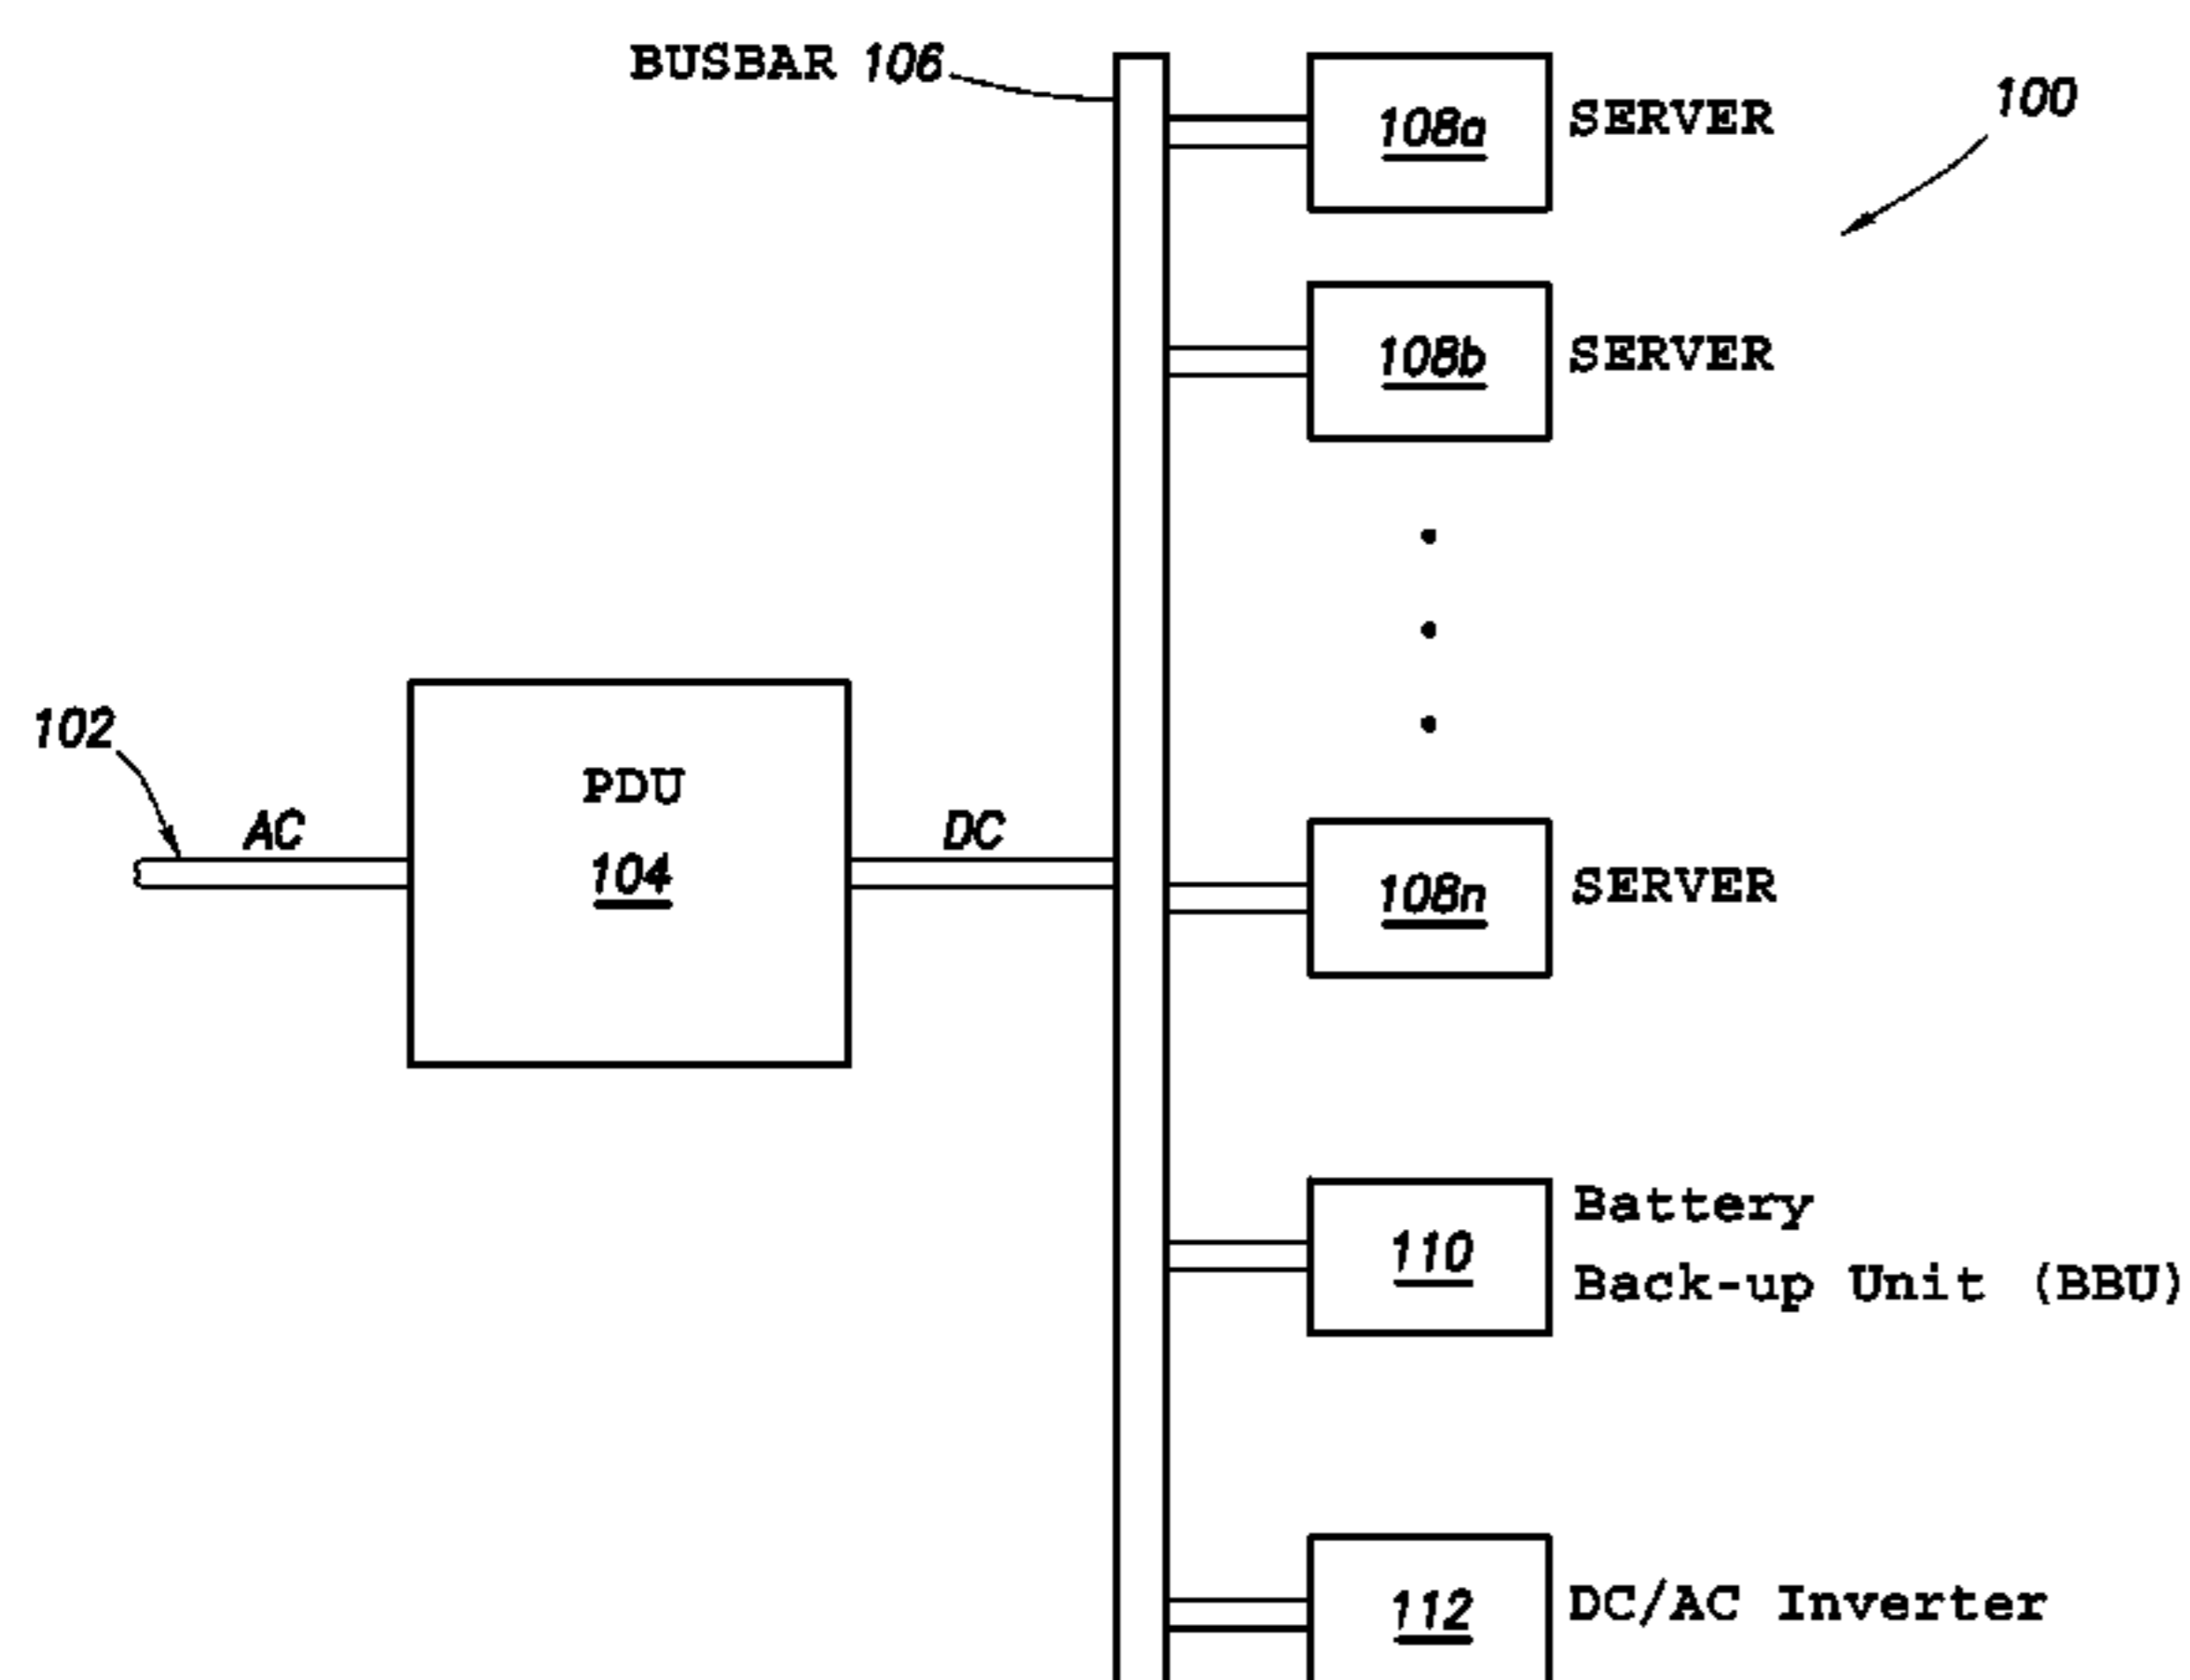 BUSBAR 106
108a SERVER
100
108b SERVER
102
AC
PDU
104
DC
108n SERVER
110
Battery
Back-up Unit (BBU)
112 DC/AC Inverter